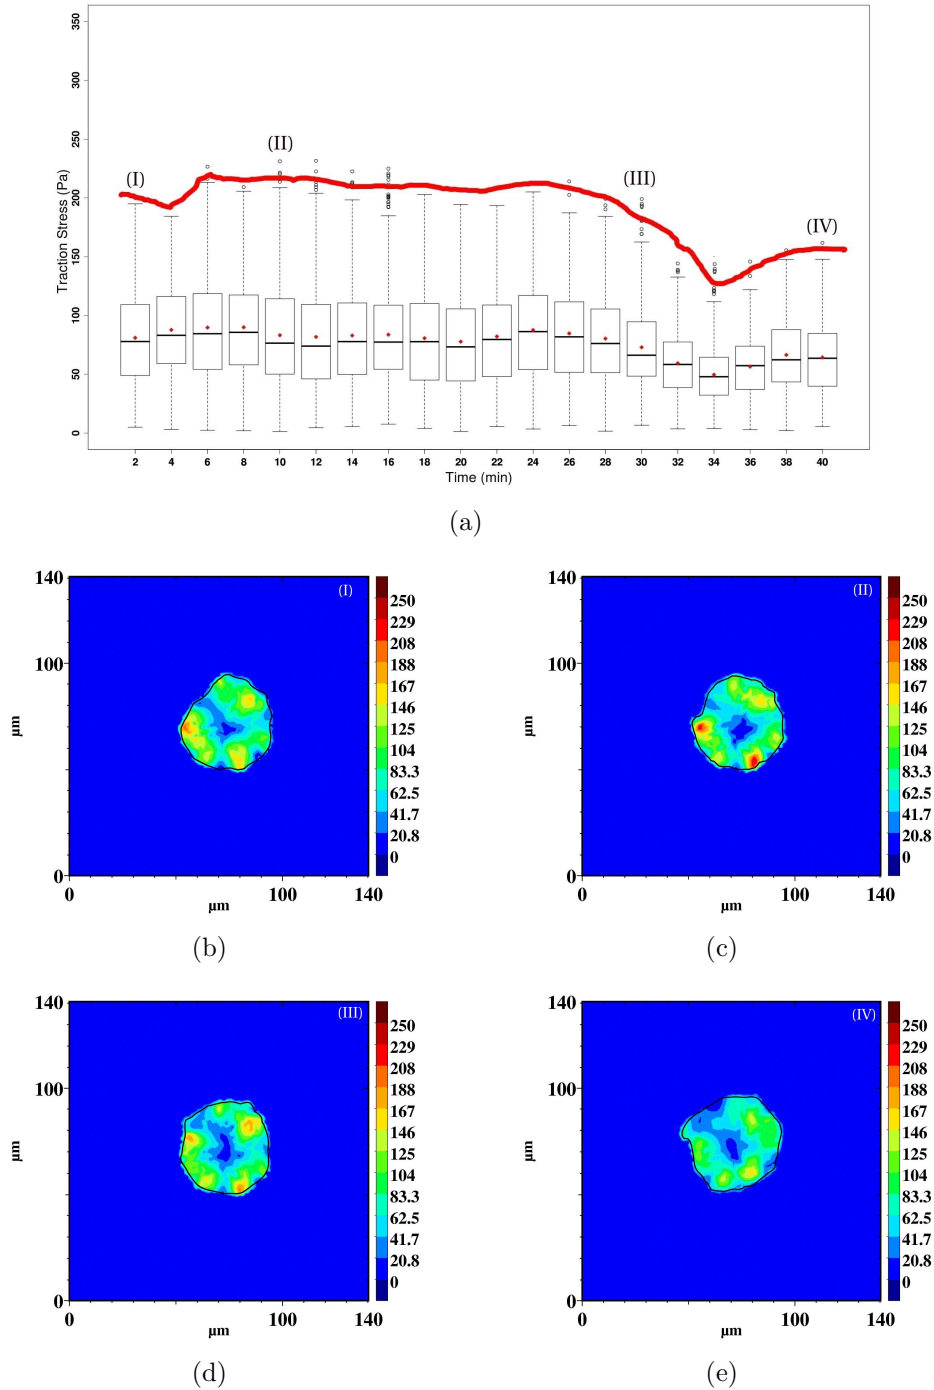 350
300
250
200
150
100
50
0
Traction Stress (Pa)
(I)
(II)
(III)
(IV)
2 4 6 8 10 12 14 16 18 20 22 24 26 28 30 32 34 36 38 40
Time (min)
(a)
140
100
0
µm
(I)
0 100 140
µm
250
229
208
188
167
146
125
104
83.3
62.5
41.7
20.8
0
(b)
µm
(II)
0 100 140
µm
250
229
208
188
167
146
125
104
83.3
62.5
41.7
20.8
0
(c)
140
100
0
µm
(III)
0 100 140
µm
250
229
208
188
167
146
125
104
83.3
62.5
41.7
20.8
0
(d)
µm
(IV)
0 100 140
µm
250
229
208
188
167
146
125
104
83.3
62.5
41.7
20.8
0
(e)